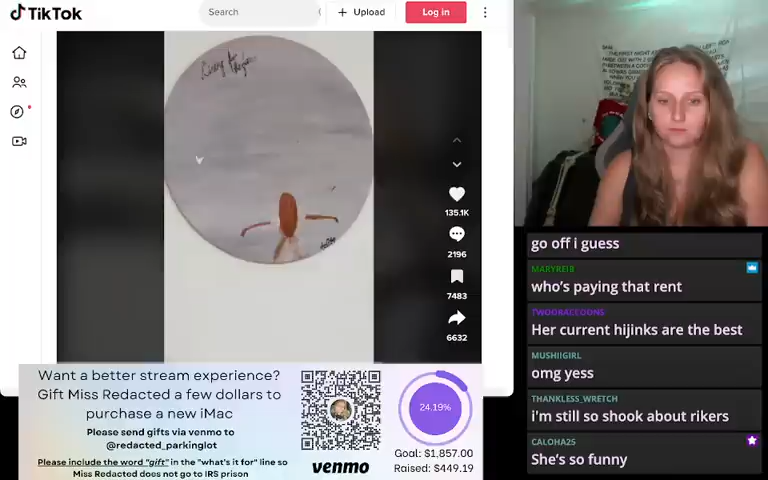 TikTok
Search
+ Upload
Log in
135.1K
2196
7483
6632
go off i guess
MARYREIB
who's paying that rent
TWOORATTOONS
Her current hijinks are the best
MUSHIIGIRL
omg yess
THANKLESS_WRETCH
i'm still so shook about rikers
CALOHA25
She's so funny
Want a better stream experience?
Gift Miss Redacted a few dollars to
purchase a new iMac
Please send gifts via venmo to
@redacted_parkinglot
Please include the word "gift" in the "what's it for" line so
Miss Redacted does not go to IRS prison
venmo
24.19%
Goal: $1,857.00
Raised: $449.19